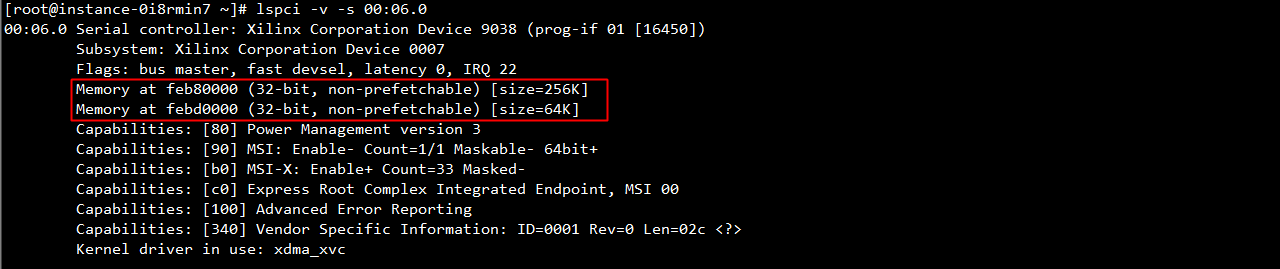 [root@instance-0i8rmin7 ~]# lspci -v -s 00:06.0
00:06.0 Serial controller: Xilinx Corporation Device 9038 (prog-if 01 [16450])
Subsystem: Xilinx Corporation Device 0007
Flags: bus master, fast devsel, latency 0, IRQ 22
Memory at feb80000 (32-bit, non-prefetchable) [size=256K]
Memory at febd0000 (32-bit, non-prefetchable) [size=64K]
Capabilities: [80] Power Management version 3
Capabilities: [90] MSI: Enable- Count=1/1 Maskable- 64bit+
Capabilities: [b0] MSI-X: Enable+ Count=33 Masked-
Capabilities: [c0] Express Root Complex Integrated Endpoint, MSI 00
Capabilities: [100] Advanced Error Reporting
Capabilities: [340] Vendor Specific Information: ID=0001 Rev=0 Len=02c <?>
Kernel driver in use: xdma_xvc